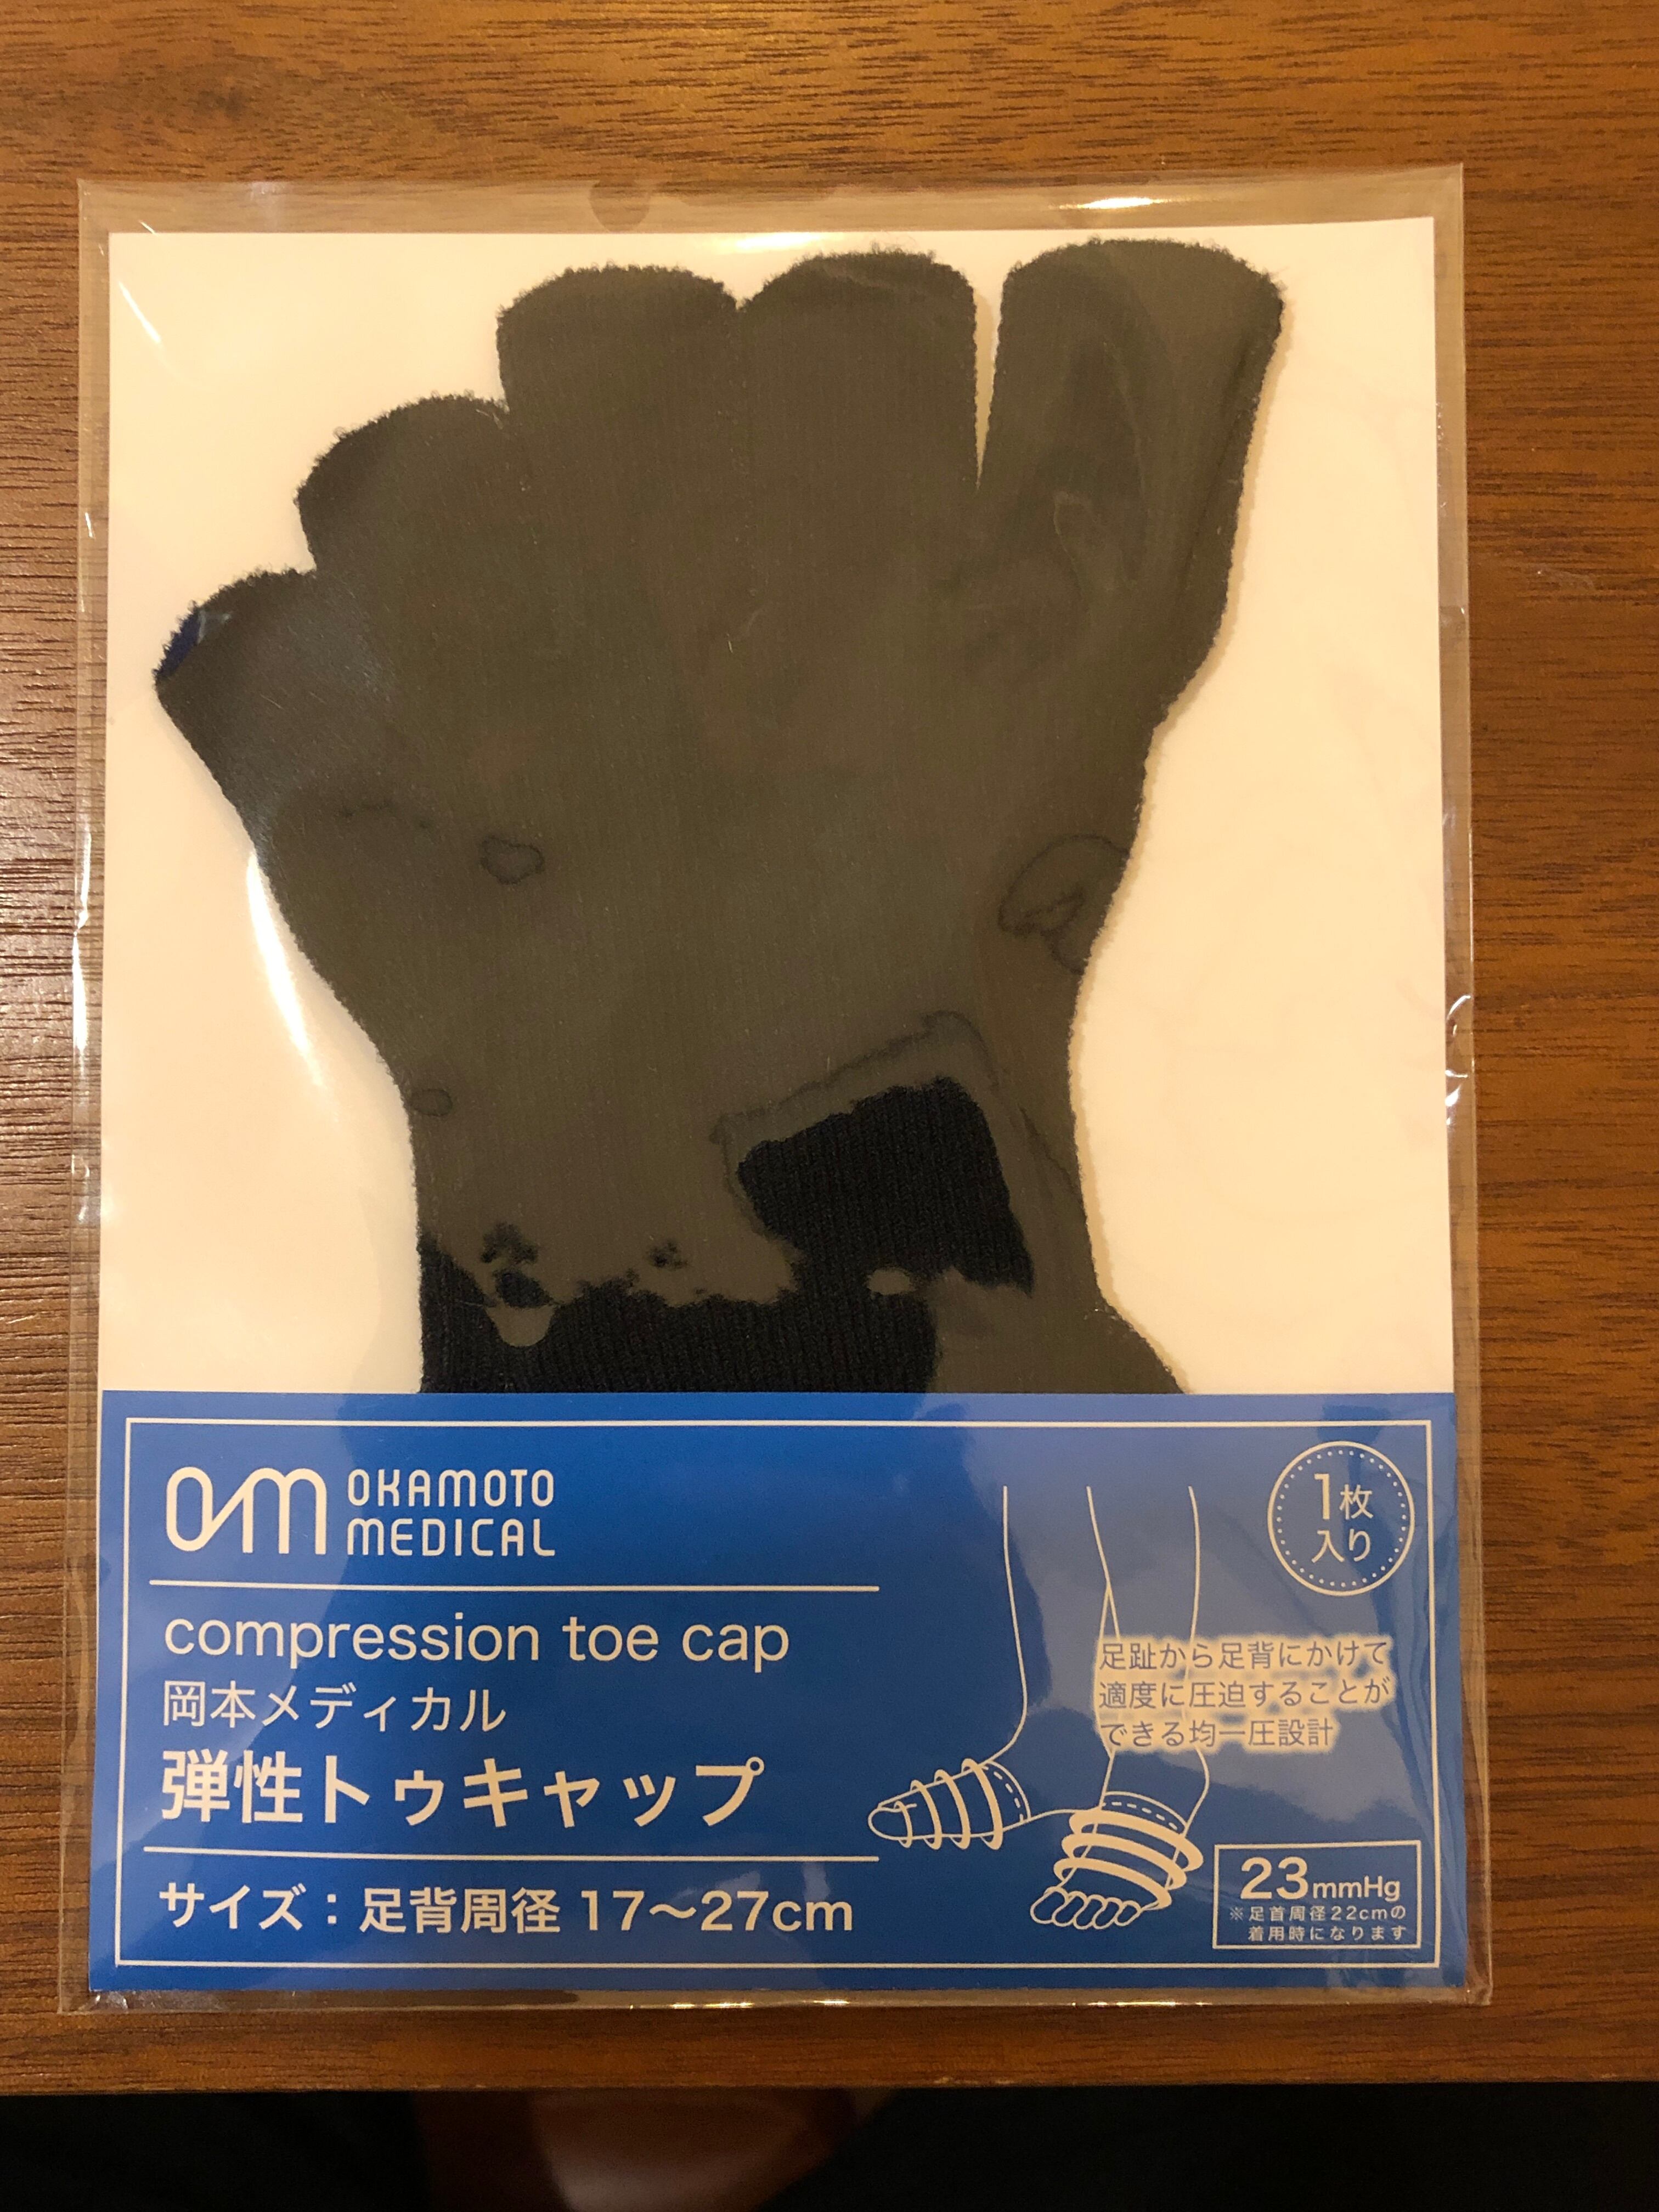 OKAMOTO
MEDICAL
compression toe cap
岡本メディカル
弾性トゥキャップ
サイズ：足背周径 17〜27cm
1枚
入り
足趾から足背にかけて
適度に圧迫することが
できる均一圧設計
23mmHg
※足首周径22cmの
着用時になります